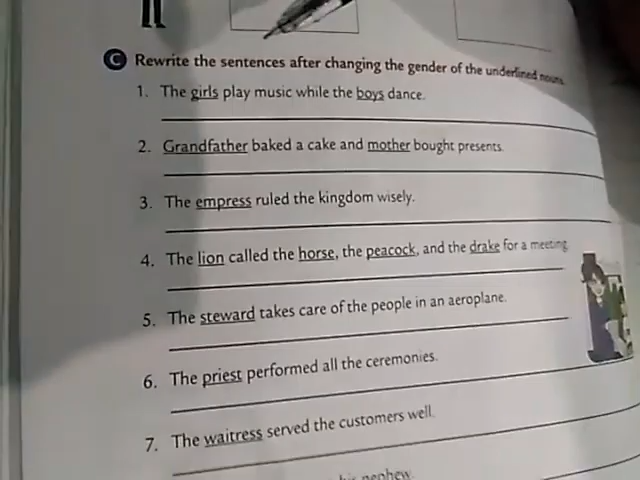 C Rewrite the sentences after changing the gender of the underlined nouns.
1. The girls play music while the boys dance.
2. Grandfather baked a cake and mother bought presents.
3. The empress ruled the kingdom wisely.
4. The lion called the horse, the peacock, and the drake for a meeting.
5. The steward takes care of the people in an aeroplane.
6. The priest performed all the ceremonies.
7. The waitress served the customers well.
his nephew.